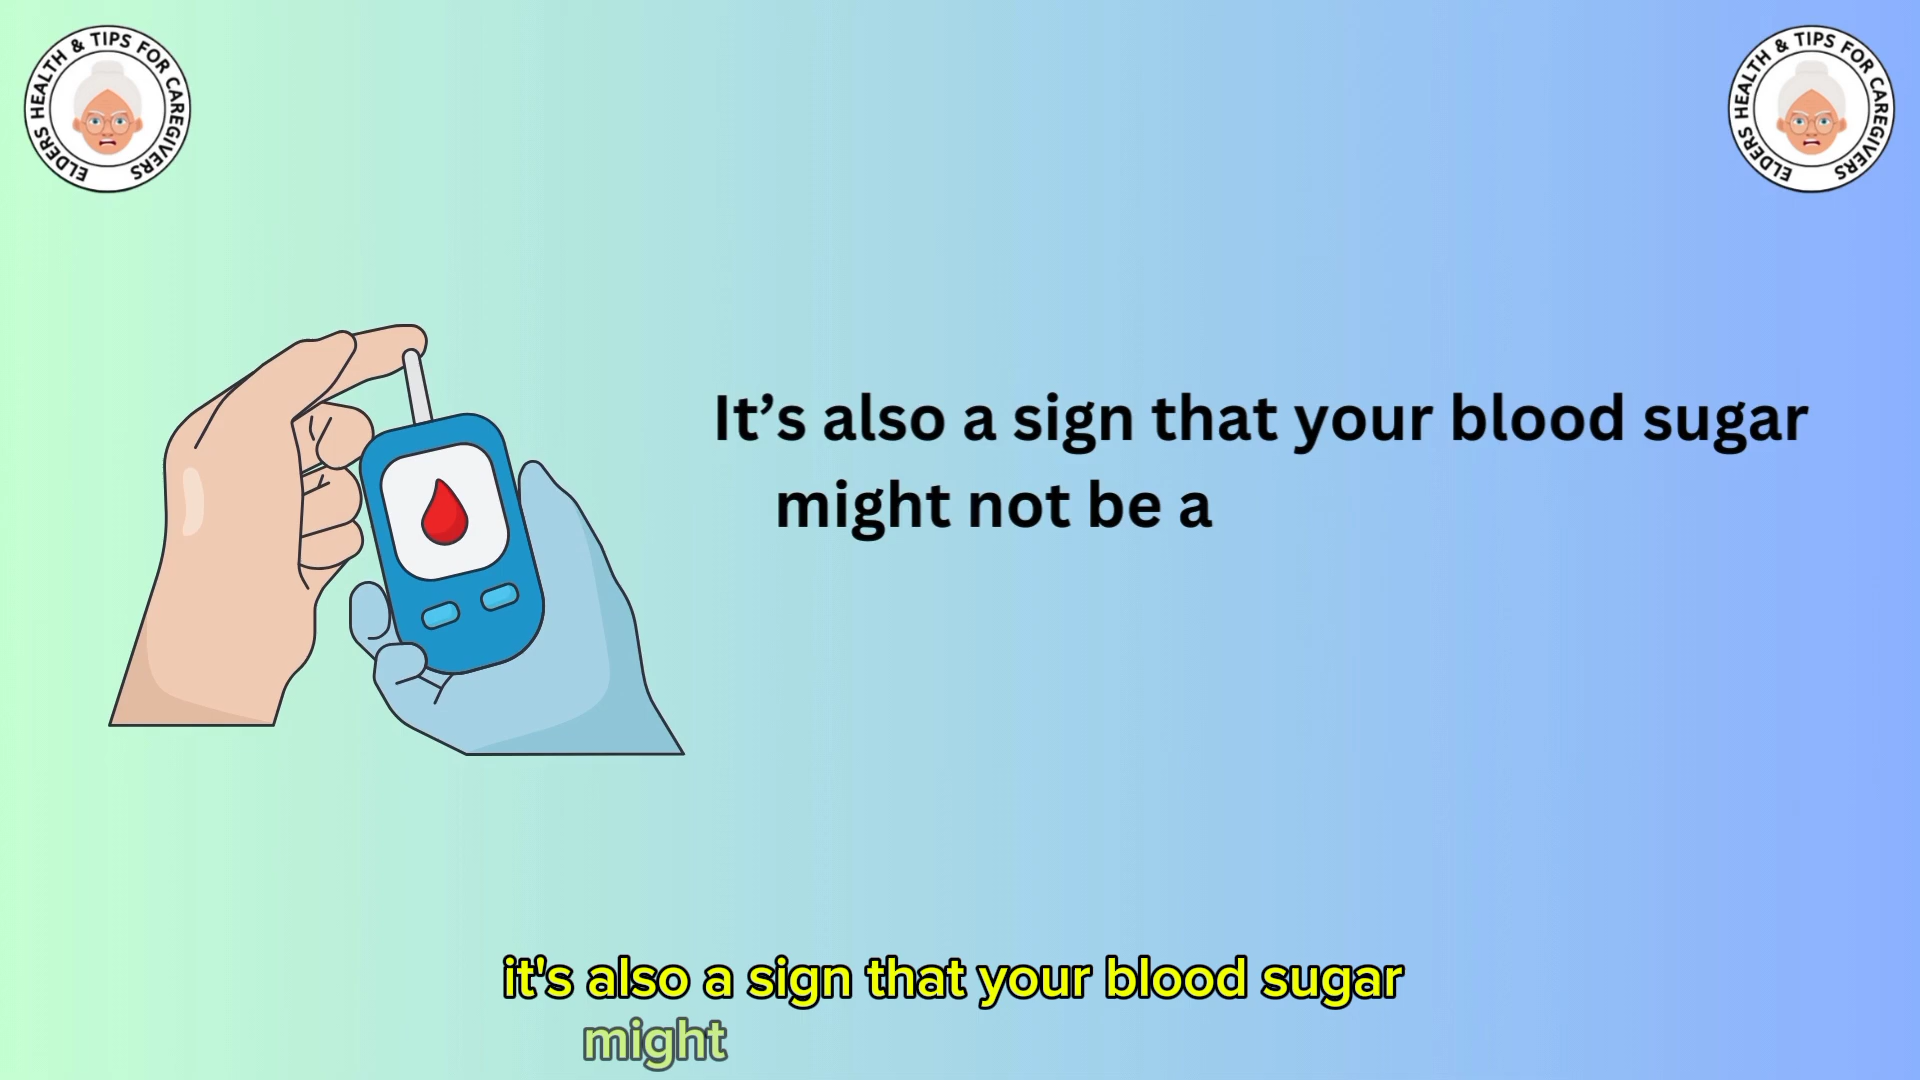 ELDERS HEALTH & TIPS FOR CAREGIVERS
ELDERS HEALTH & TIPS FOR CAREGIVERS
It’s also a sign that your blood sugar
might not be a
it's also a sign that your blood sugar
might